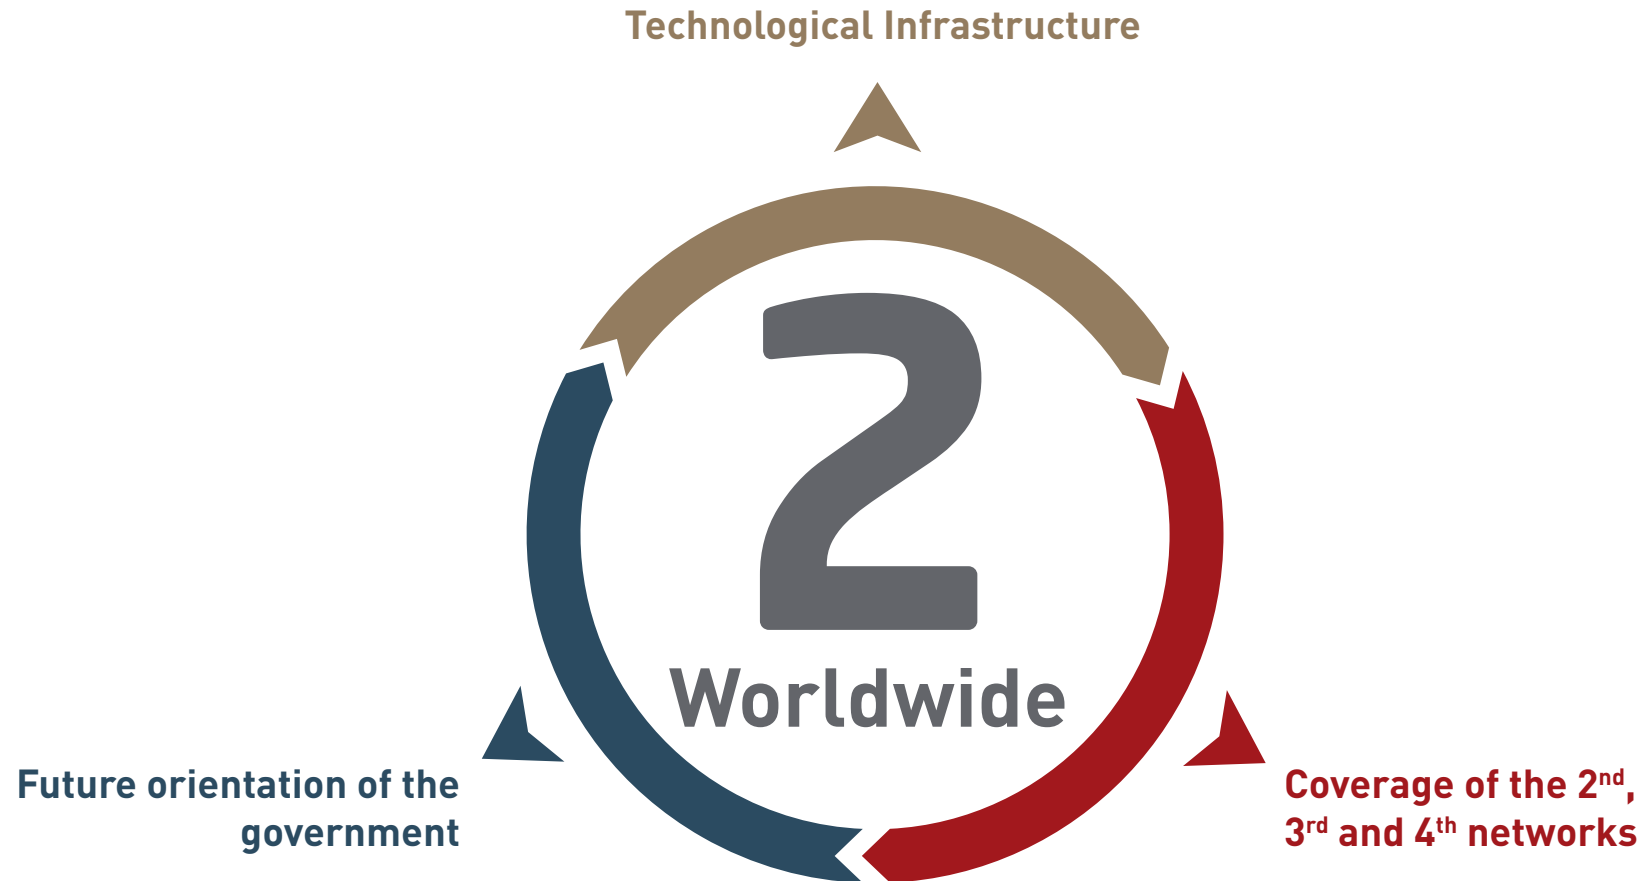 Technological Infrastructure
2
Worldwide
Future orientation of the
government
Coverage of the 2nd,
3rd and 4th networks